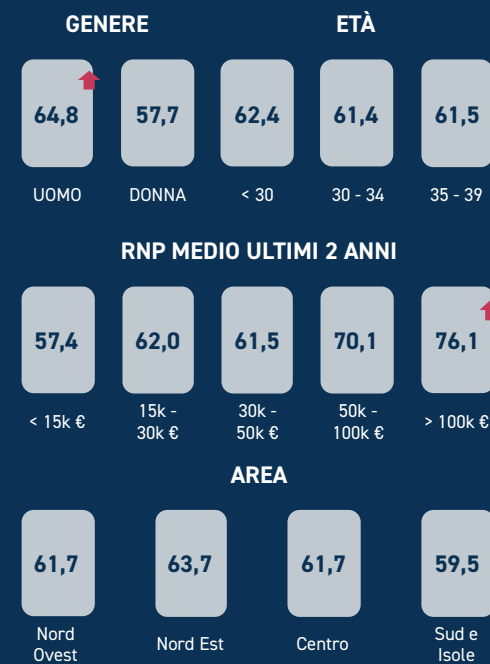 GENERE ETÀ
64,8 57,7 62,4 61,4 61,5
UOMO DONNA < 30 30 - 34 35 - 39
RNP MEDIO ULTIMI 2 ANNI
57,4 62,0 61,5 70,1 76,1
< 15k € 15k - 30k € 30k - 50k € 50k - 100k € > 100k €
AREA
61,7 63,7 61,7 59,5
Nord Ovest Nord Est Centro Sud e Isole